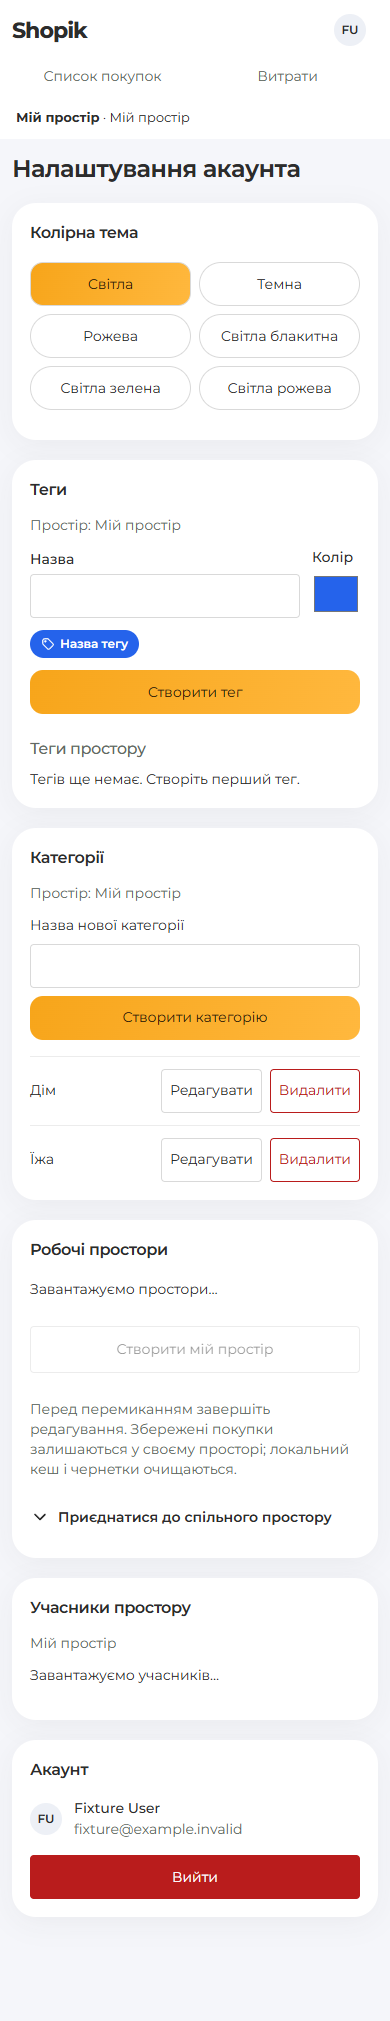 Shopik
FU
Список покупок
Витрати
Мій простір · Мій простір
Налаштування акаунта
Колірна тема
Світла
Темна
Рожева
Світла блакитна
Світла зелена
Світла рожева
Теги
Простір: Мій простір
Назва
Колір
Назва тегу
Створити тег
Теги простору
Тегів ще немає. Створіть перший тег.
Категорії
Простір: Мій простір
Назва нової категорії
Створити категорію
Дім
Редагувати
Видалити
Їжа
Редагувати
Видалити
Робочі простори
Завантажуємо простори...
Створити мій простір
Перед перемиканням завершіть
редагування. Збережені покупки
залишаються у своєму просторі; локальний
кеш і чернетки очищаються.
Приєднатися до спільного простору
Учасники простору
Мій простір
Завантажуємо учасників...
Акаунт
FU
Fixture User
fixture@example.invalid
Вийти